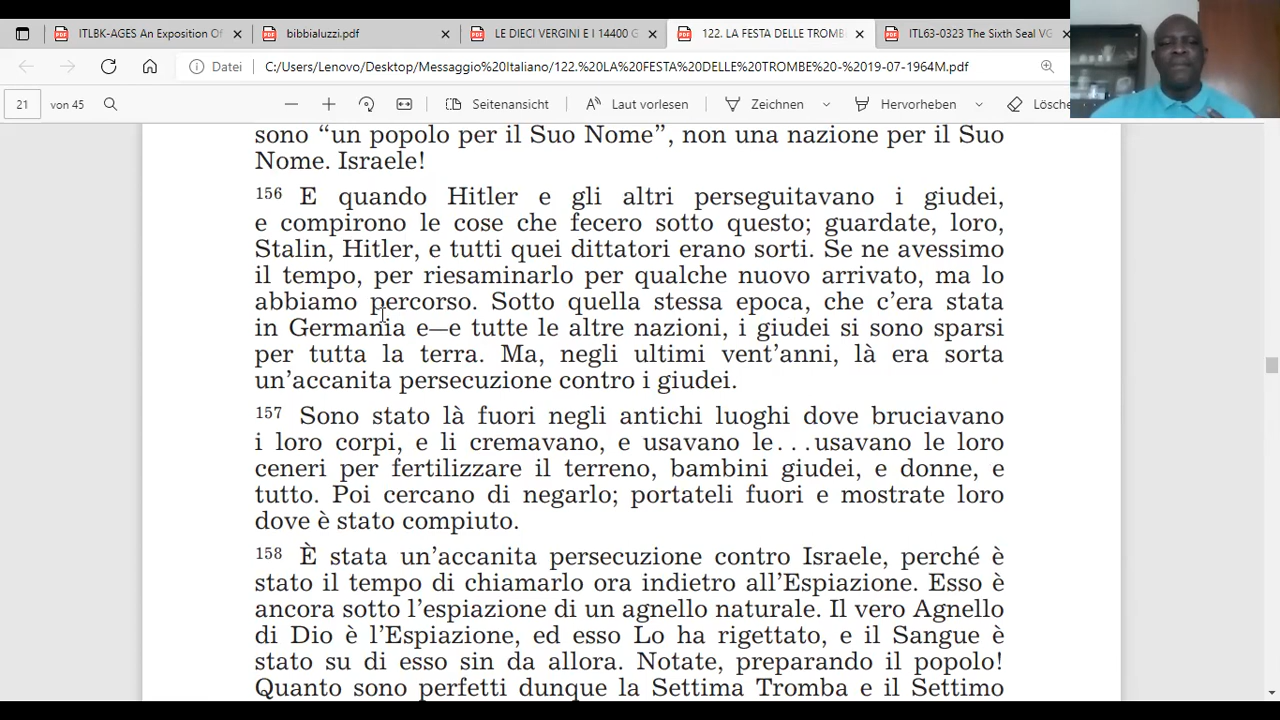 ITLBK-AGES An Exposition Of
bibbialuzzi.pdf
LE DIECI VERGINI E I 14400 G
122. LA FESTA DELLE TROMB
ITL63-0323 The Sixth Seal VG
Datei C:/Users/Lenovo/Desktop/Messaggio%20Italiano/122.%20LA%20FESTA%20DELLE%20TROMBE%20-%2019-07-1964M.pdf
21 von 45 Seitenansicht Laut vorlesen Zeichnen Hervorheben Lösche
sono “un popolo per il Suo Nome”, non una nazione per il Suo
Nome. Israele!
156 E quando Hitler e gli altri perseguitavano i giudei,
e compirono le cose che fecero sotto questo; guardate, loro,
Stalin, Hitler, e tutti quei dittatori erano sorti. Se ne avessimo
il tempo, per riesaminarlo per qualche nuovo arrivato, ma lo
abbiamo percorso. Sotto quella stessa epoca, che c’era stata
in Germania e—e tutte le altre nazioni, i giudei si sono sparsi
per tutta la terra. Ma, negli ultimi vent’anni, là era sorta
un’accanita persecuzione contro i giudei.
157 Sono stato là fuori negli antichi luoghi dove bruciavano
i loro corpi, e li cremavano, e usavano le...usavano le loro
ceneri per fertilizzare il terreno, bambini giudei, e donne, e
tutto. Poi cercano di negarlo; portateli fuori e mostrate loro
dove è stato compiuto.
158 È stata un’accanita persecuzione contro Israele, perché è
stato il tempo di chiamarlo ora indietro all’Espiazione. Esso è
ancora sotto l’espiazione di un agnello naturale. Il vero Agnello
di Dio è l’Espiazione, ed esso Lo ha rigettato, e il Sangue è
stato su di esso sin da allora. Notate, preparando il popolo!
Quanto sono perfetti dunque la Settima Tromba e il Settimo